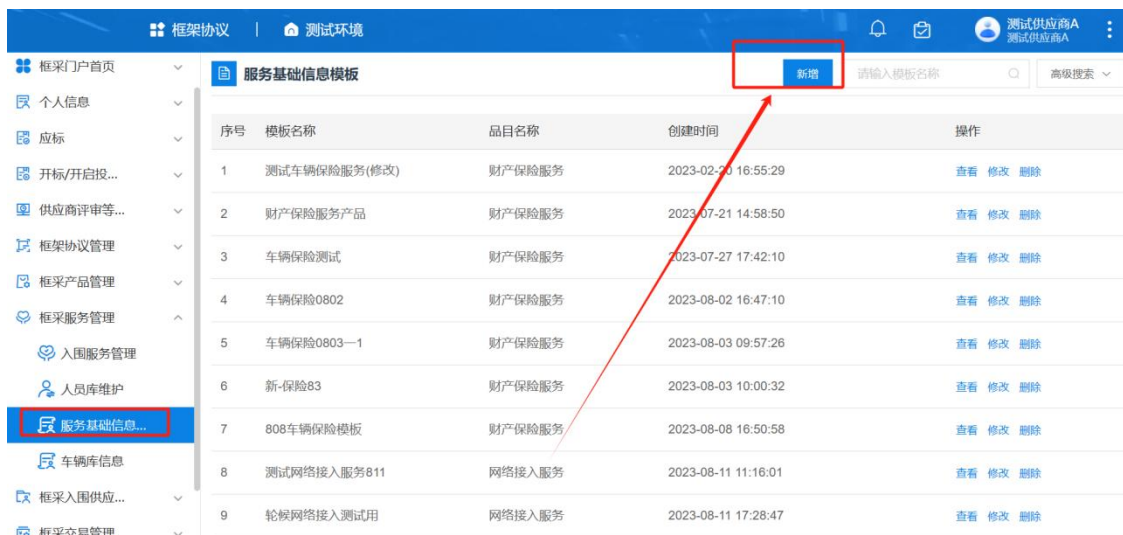 框架协议 | 测试环境 测试供应商A
测试供应商A
框采门户首页
个人信息
应标
开标/开启投...
供应商评审等...
框架协议管理
框采产品管理
框采服务管理
入围服务管理
人员库维护
服务基础信息...
车辆库信息
框采入围供应...
框采交易管理
服务基础信息模板 新增 请输入模板名称 高级搜索
序号 模板名称 品目名称 创建时间 操作
1 测试车辆保险服务(修改) 财产保险服务 2023-02-20 16:55:29 查看 修改 删除
2 财产保险服务产品 财产保险服务 2023-07-21 14:58:50 查看 修改 删除
3 车辆保险测试 财产保险服务 2023-07-27 17:42:10 查看 修改 删除
4 车辆保险0802 财产保险服务 2023-08-02 16:47:10 查看 修改 删除
5 车辆保险0803—1 财产保险服务 2023-08-03 09:57:26 查看 修改 删除
6 新-保险83 财产保险服务 2023-08-03 10:00:32 查看 修改 删除
7 808车辆保险模板 财产保险服务 2023-08-08 16:50:58 查看 修改 删除
8 测试网络接入服务811 网络接入服务 2023-08-11 11:16:01 查看 修改 删除
9 轮候网络接入测试用 网络接入服务 2023-08-11 17:28:47 查看 修改 删除